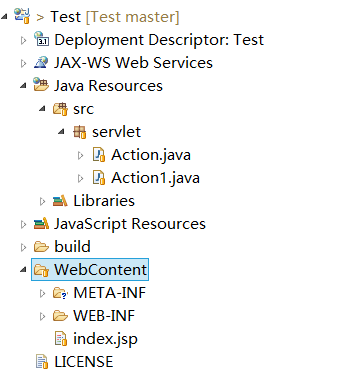 > Test [Test master]
Deployment Descriptor: Test
JAX-WS Web Services
Java Resources
src
servlet
Action.java
Action1.java
Libraries
JavaScript Resources
build
WebContent
META-INF
WEB-INF
index.jsp
LICENSE